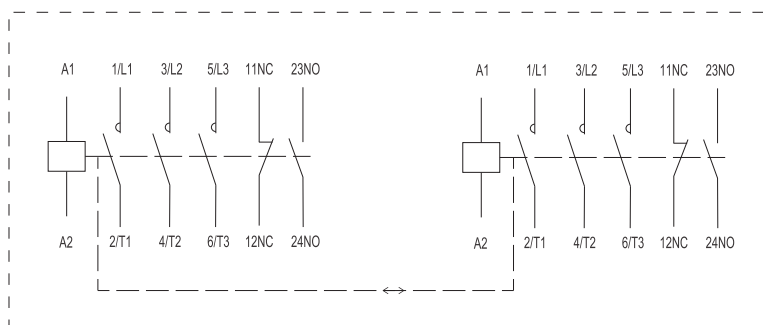 A1 1/L1 3/L2 5/L3 11NC 23NO A1 1/L1 3/L2 5/L3 11NC 23NO
A2 2/T1 4/T2 6/T3 12NC 24NO A2 2/T1 4/T2 6/T3 12NC 24NO